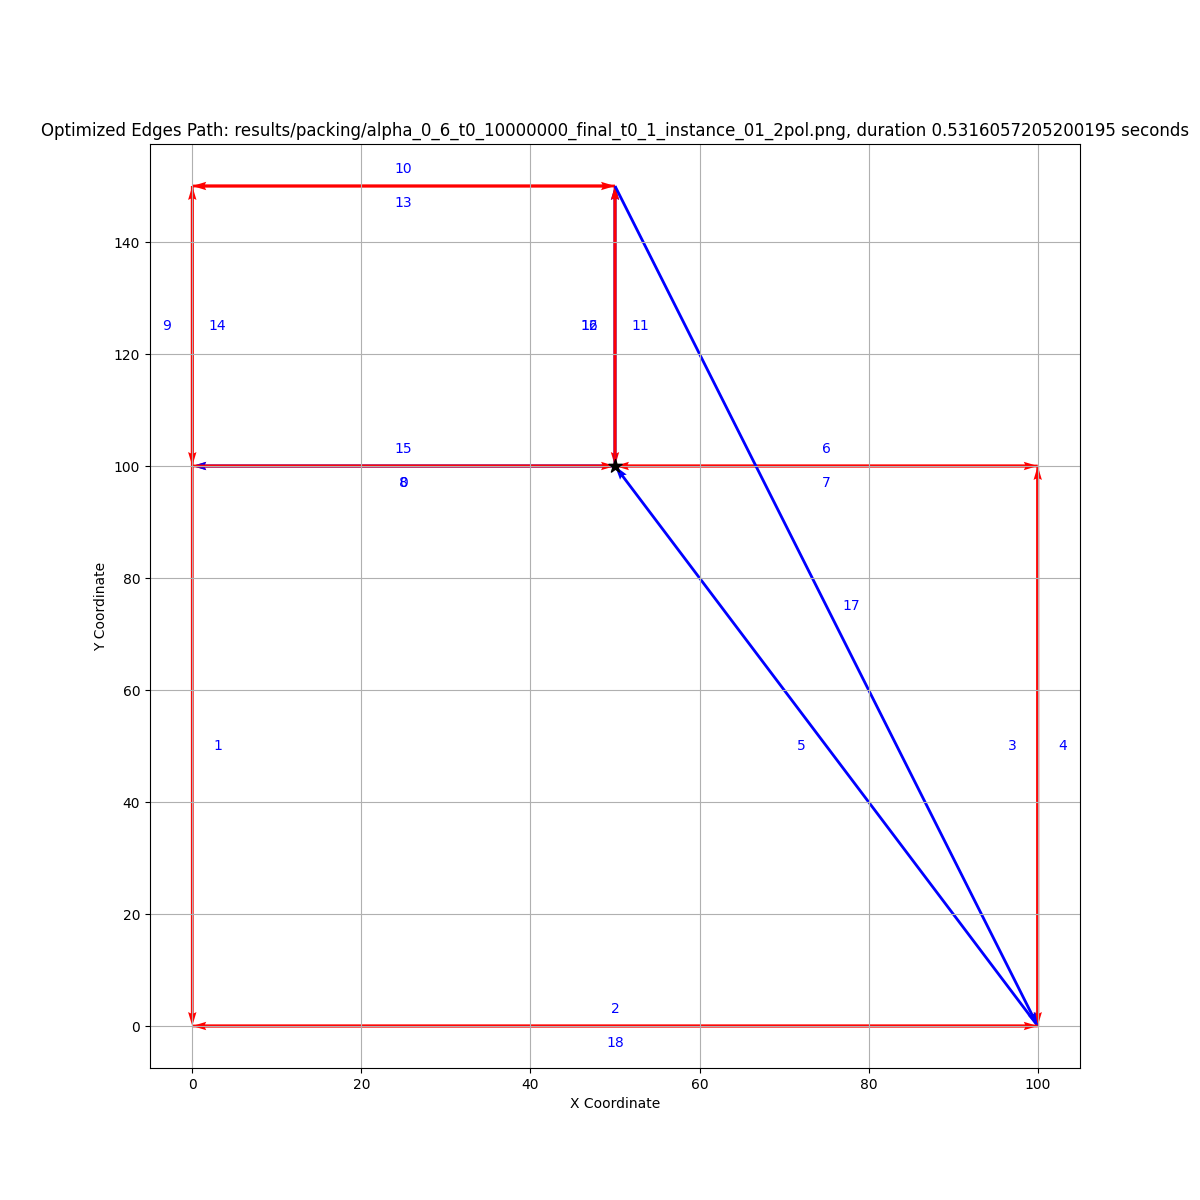 Optimized Edges Path: results/packing/alpha_0_6_t0_10000000_final_t0_1_instance_01_2pol.png, duration 0.5316057205200195 seconds
10
13
140
9 14 11
120
15 6
100
8 7
80
17
60
1 5 3 4
40
20
2
0
18
0 20 40 60 80 100
X Coordinate
Y Coordinate